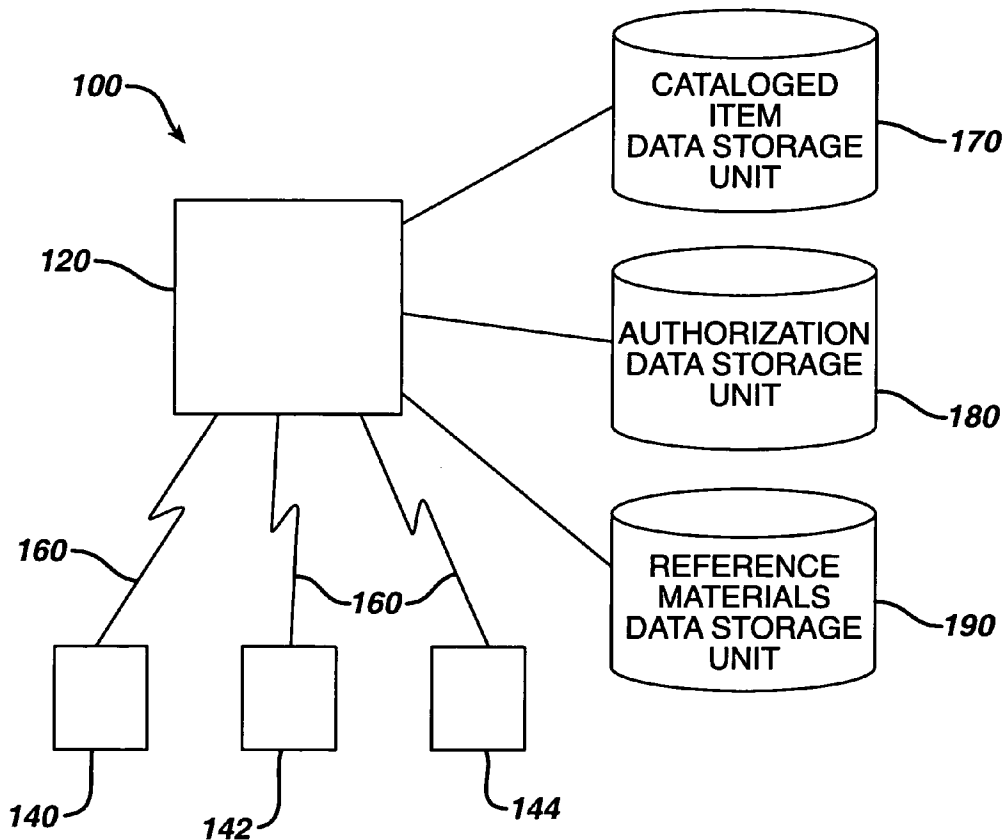 100
CATALOGED
ITEM
DATA STORAGE
UNIT
170
120
AUTHORIZATION
DATA STORAGE
UNIT
180
160
160
REFERENCE
MATERIALS
DATA STORAGE
UNIT
190
140
142
144